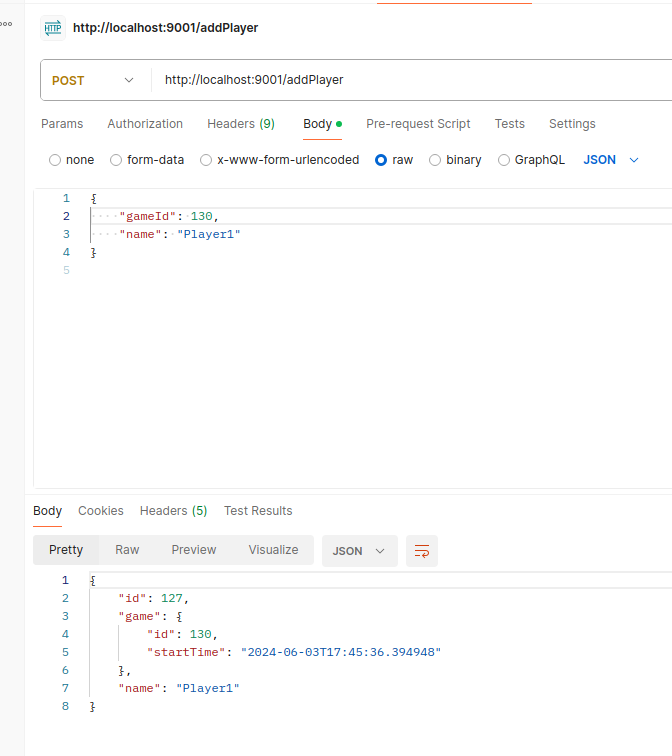 HTTP http://localhost:9001/addPlayer
POST http://localhost:9001/addPlayer
Params Authorization Headers (9) Body Pre-request Script Tests Settings
none form-data x-www-form-urlencoded raw binary GraphQL JSON
1 {
2 ····"gameId":·130,
3 ····"name":·"Player1"
4 }
5
Body Cookies Headers (5) Test Results
Pretty Raw Preview Visualize JSON
1 {
2     "id": 127,
3     "game": {
4         "id": 130,
5         "startTime": "2024-06-03T17:45:36.394948"
6     },
7     "name": "Player1"
8 }